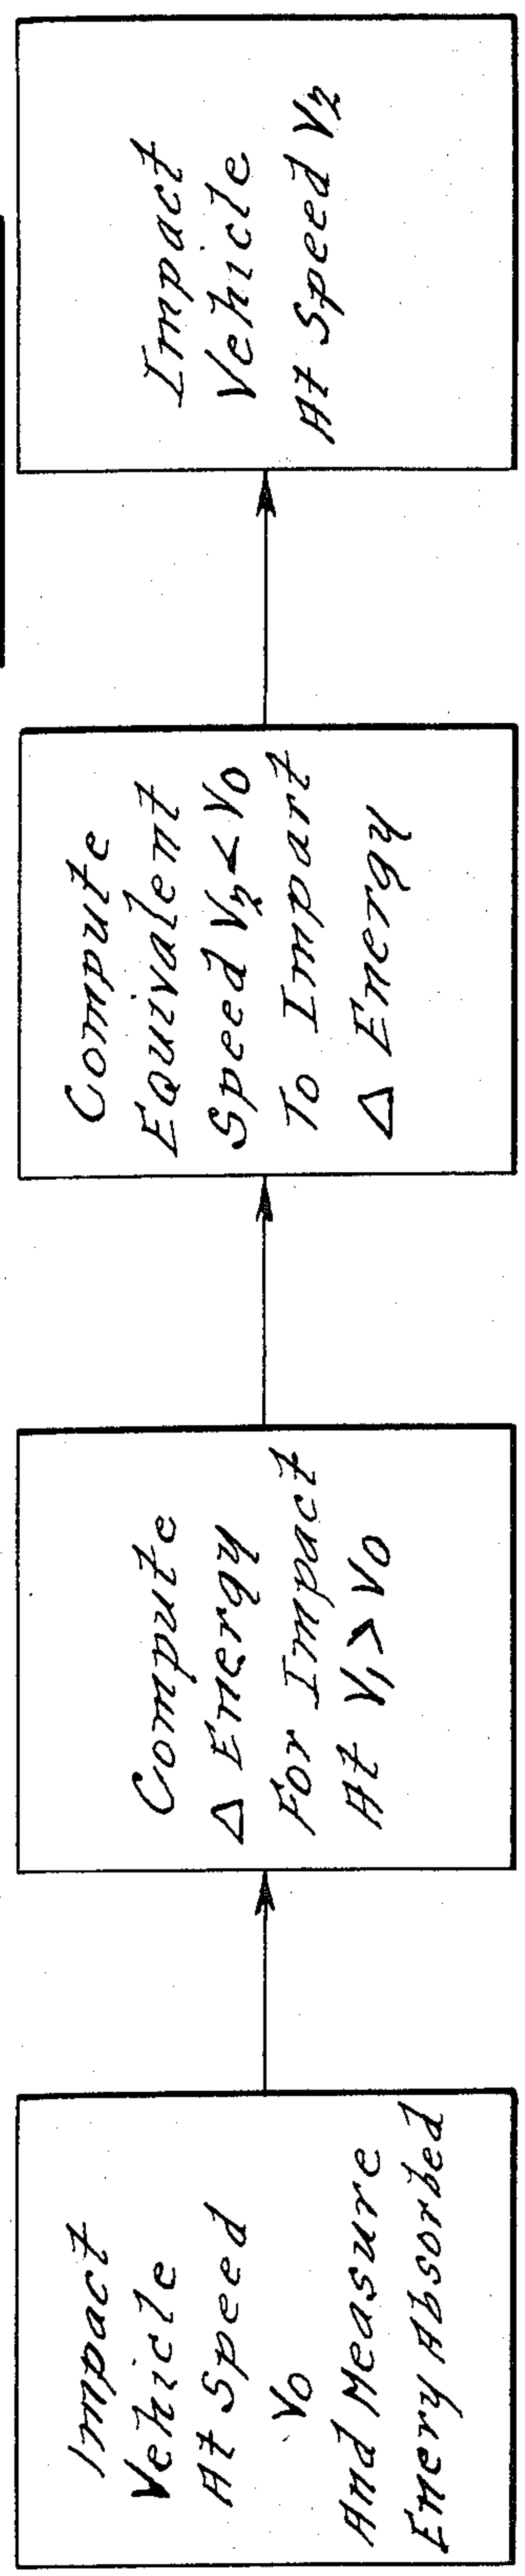 Impact
Vehicle
At Speed
V0
And Measure
Enery Absorbed
Compute
Δ Energy
For Impact
At V1 > V0
Compute
Equivalent
Speed V2 < V0
To Impart
Δ Energy
Impact
Vehicle
At Speed V2